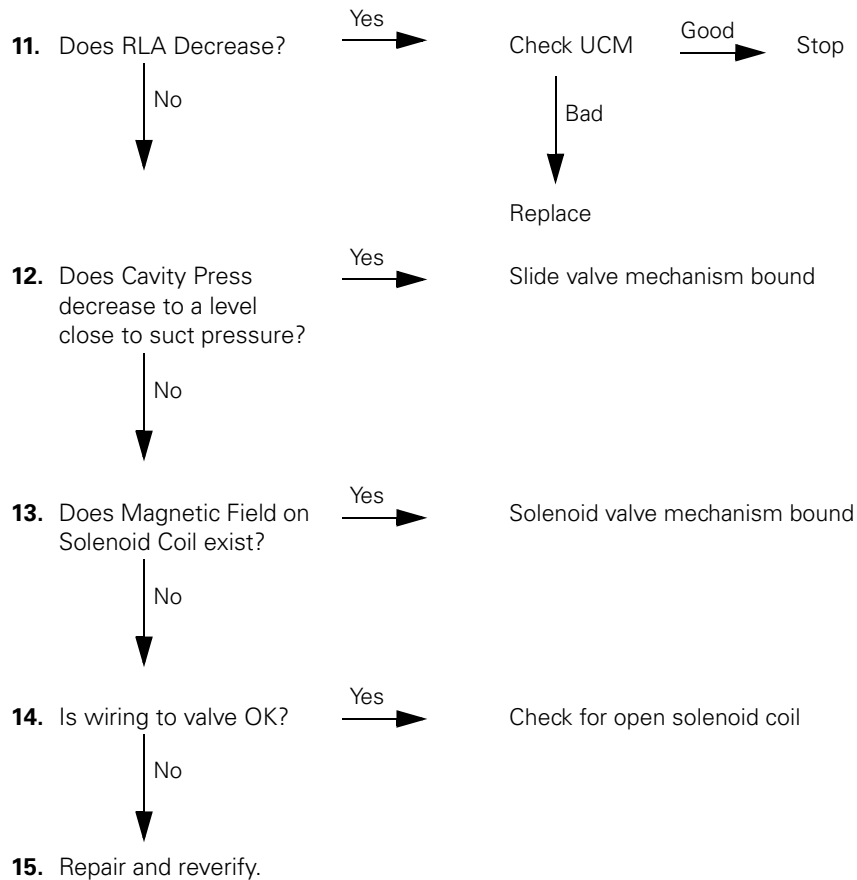 Yes
Good
11. Does RLA Decrease?
Check UCM
Stop
No
Bad
Replace
Yes
12. Does Cavity Press
decrease to a level
close to suct pressure?
Slide valve mechanism bound
No
Yes
13. Does Magnetic Field on
Solenoid Coil exist?
Solenoid valve mechanism bound
No
Yes
14. Is wiring to valve OK?
Check for open solenoid coil
No
15. Repair and reverify.